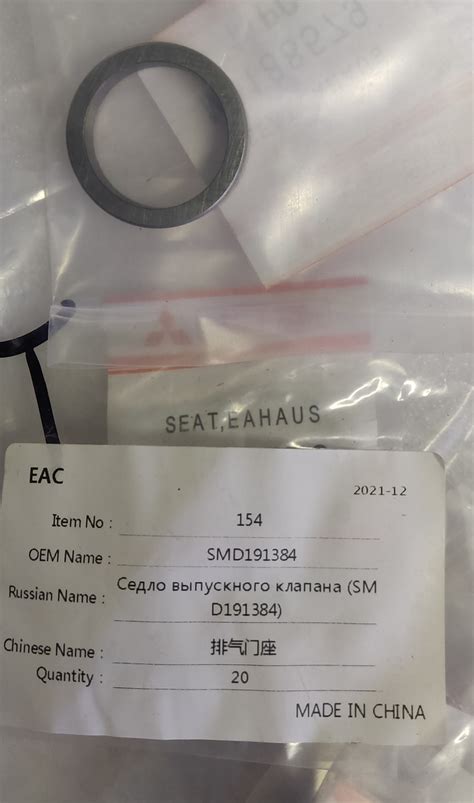 SEAT,EAHAUS
EAC
2021-12
Item No : 154
OEM Name : SMD191384
Russian Name : Седло выпускного клапана (SM
D191384)
Chinese Name : 排气门座
Quantity : 20
MADE IN CHINA